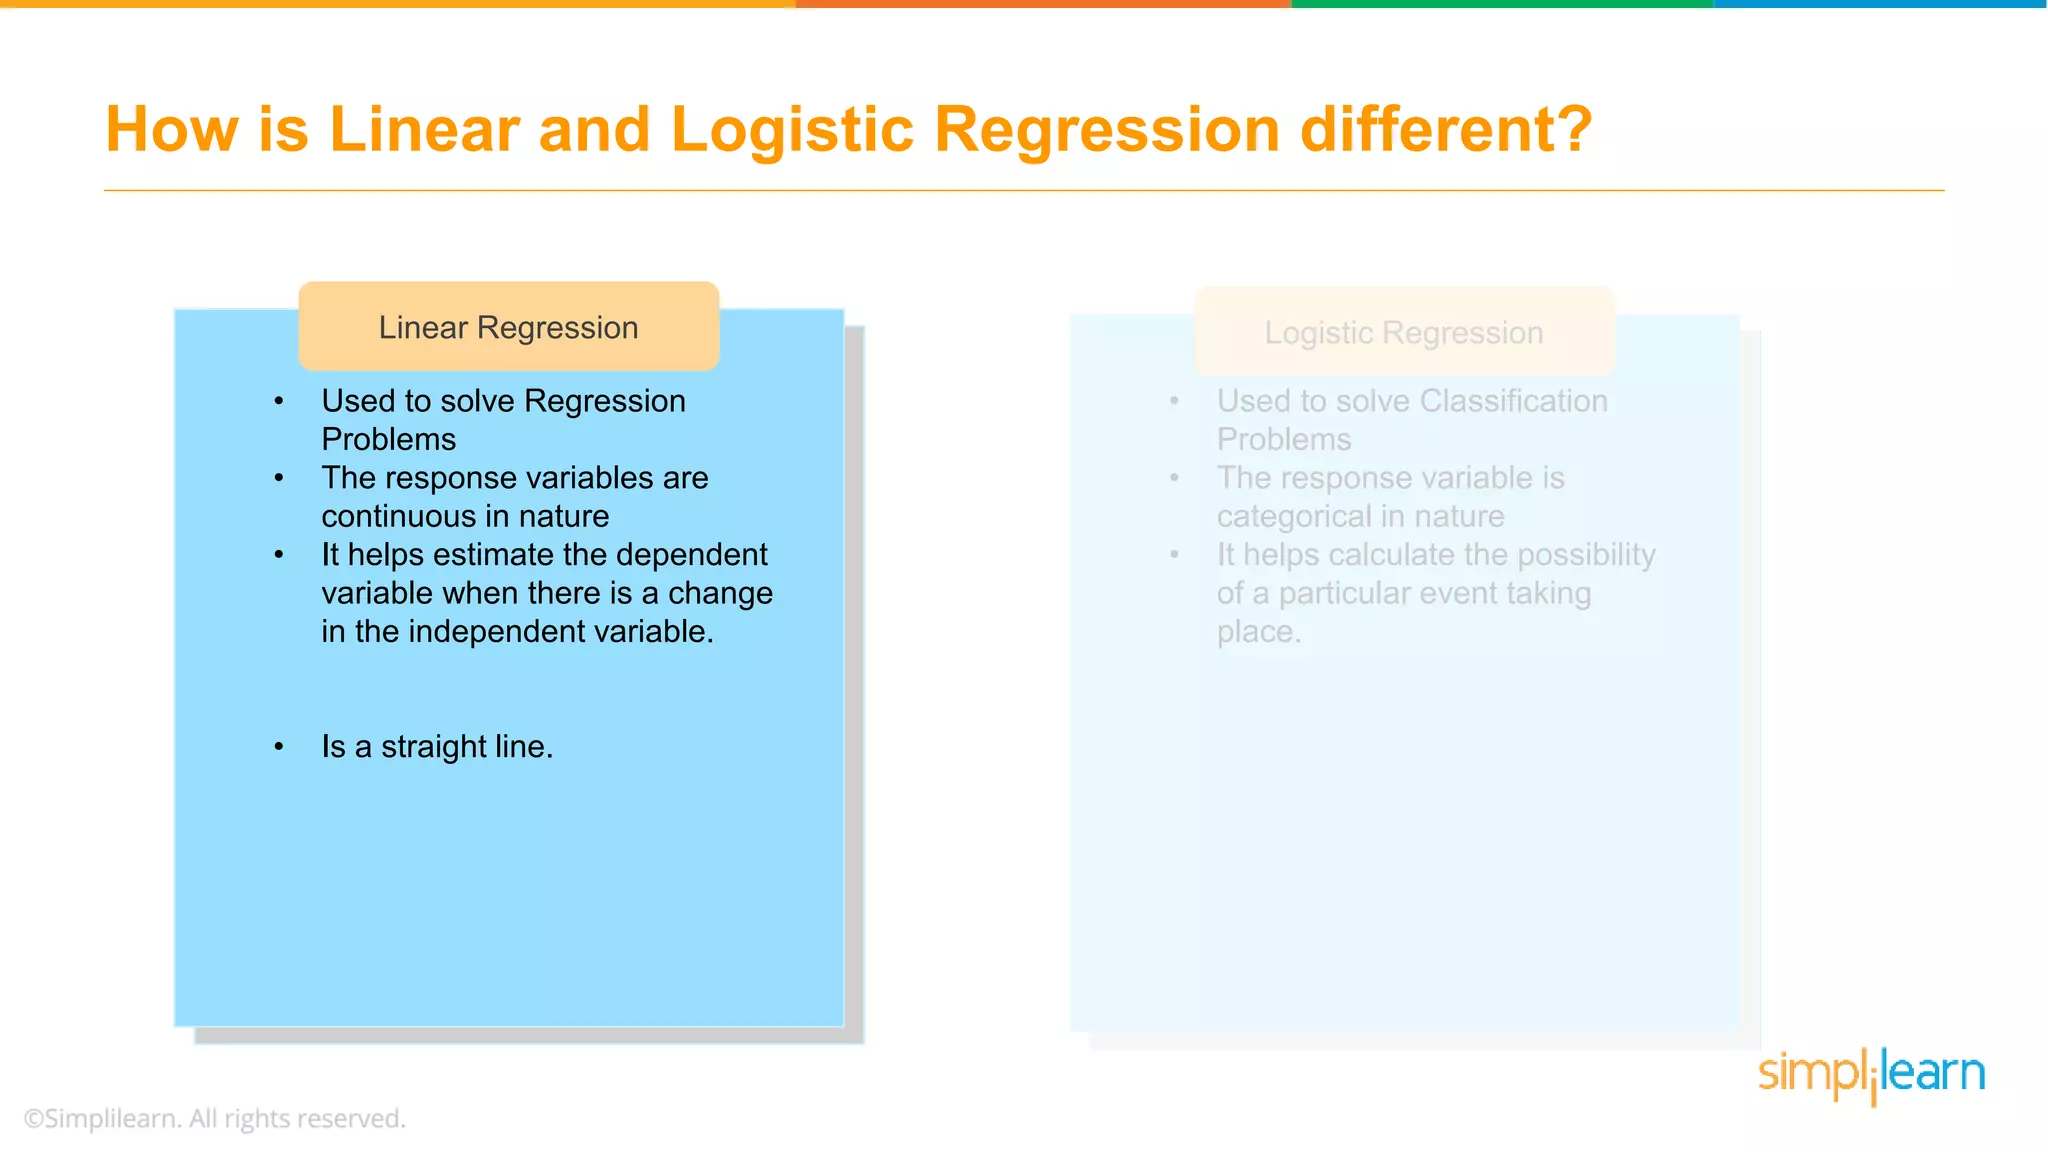 How is Linear and Logistic Regression different?
Linear Regression
• Used to solve Regression
Problems
• The response variables are
continuous in nature
• It helps estimate the dependent
variable when there is a change
in the independent variable.
• Is a straight line.
Logistic Regression
• Used to solve Classification
Problems
• The response variable is
categorical in nature
• It helps calculate the possibility
of a particular event taking
place.
simplilearn
©Simplilearn. All rights reserved.